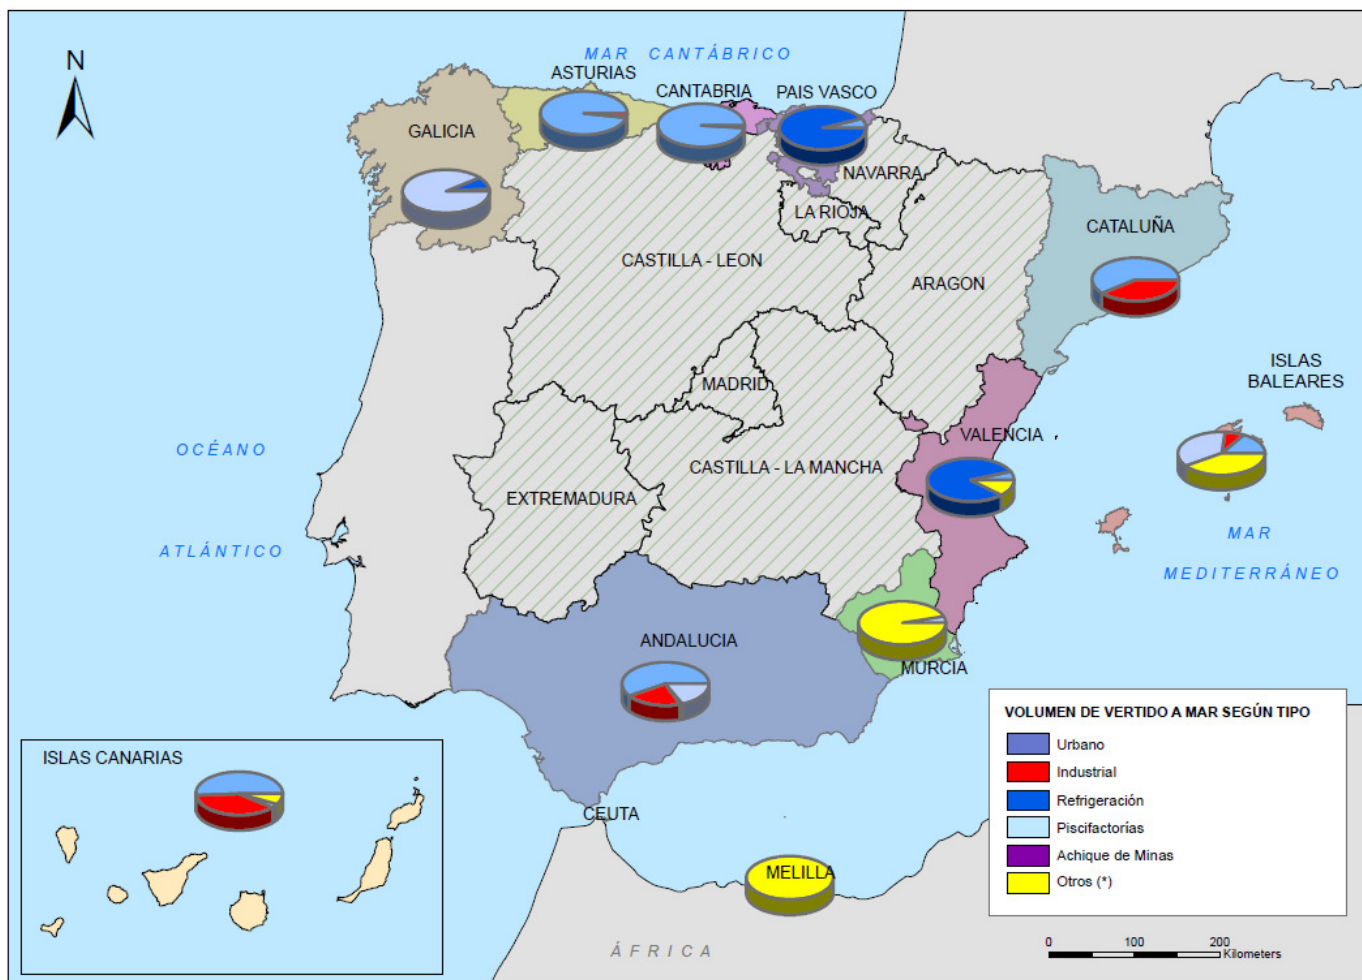 MAR CANTÁBRICO
N
ASTURIAS
CANTABRIA
PAIS VASCO
GALICIA
NAVARRA
LA RIOJA
CATALUÑA
CASTILLA - LEON
ARAGON
ISLAS
BALEARES
MADRID
VALENCIA
OCÉANO
CASTILLA - LA MANCHA
EXTREMADURA
ATLÁNTICO
MAR
MEDITERRÁNEO
ANDALUCIA
MURCIA
VOLUMEN DE VERTIDO A MAR SEGÚN TIPO
Urbano
Industrial
Refrigeración
Piscifactorías
Achique de Minas
Otros (*)
ISLAS CANARIAS
CEUTA
MELILLA
ÁFRICA
0 100 200
Kilometers